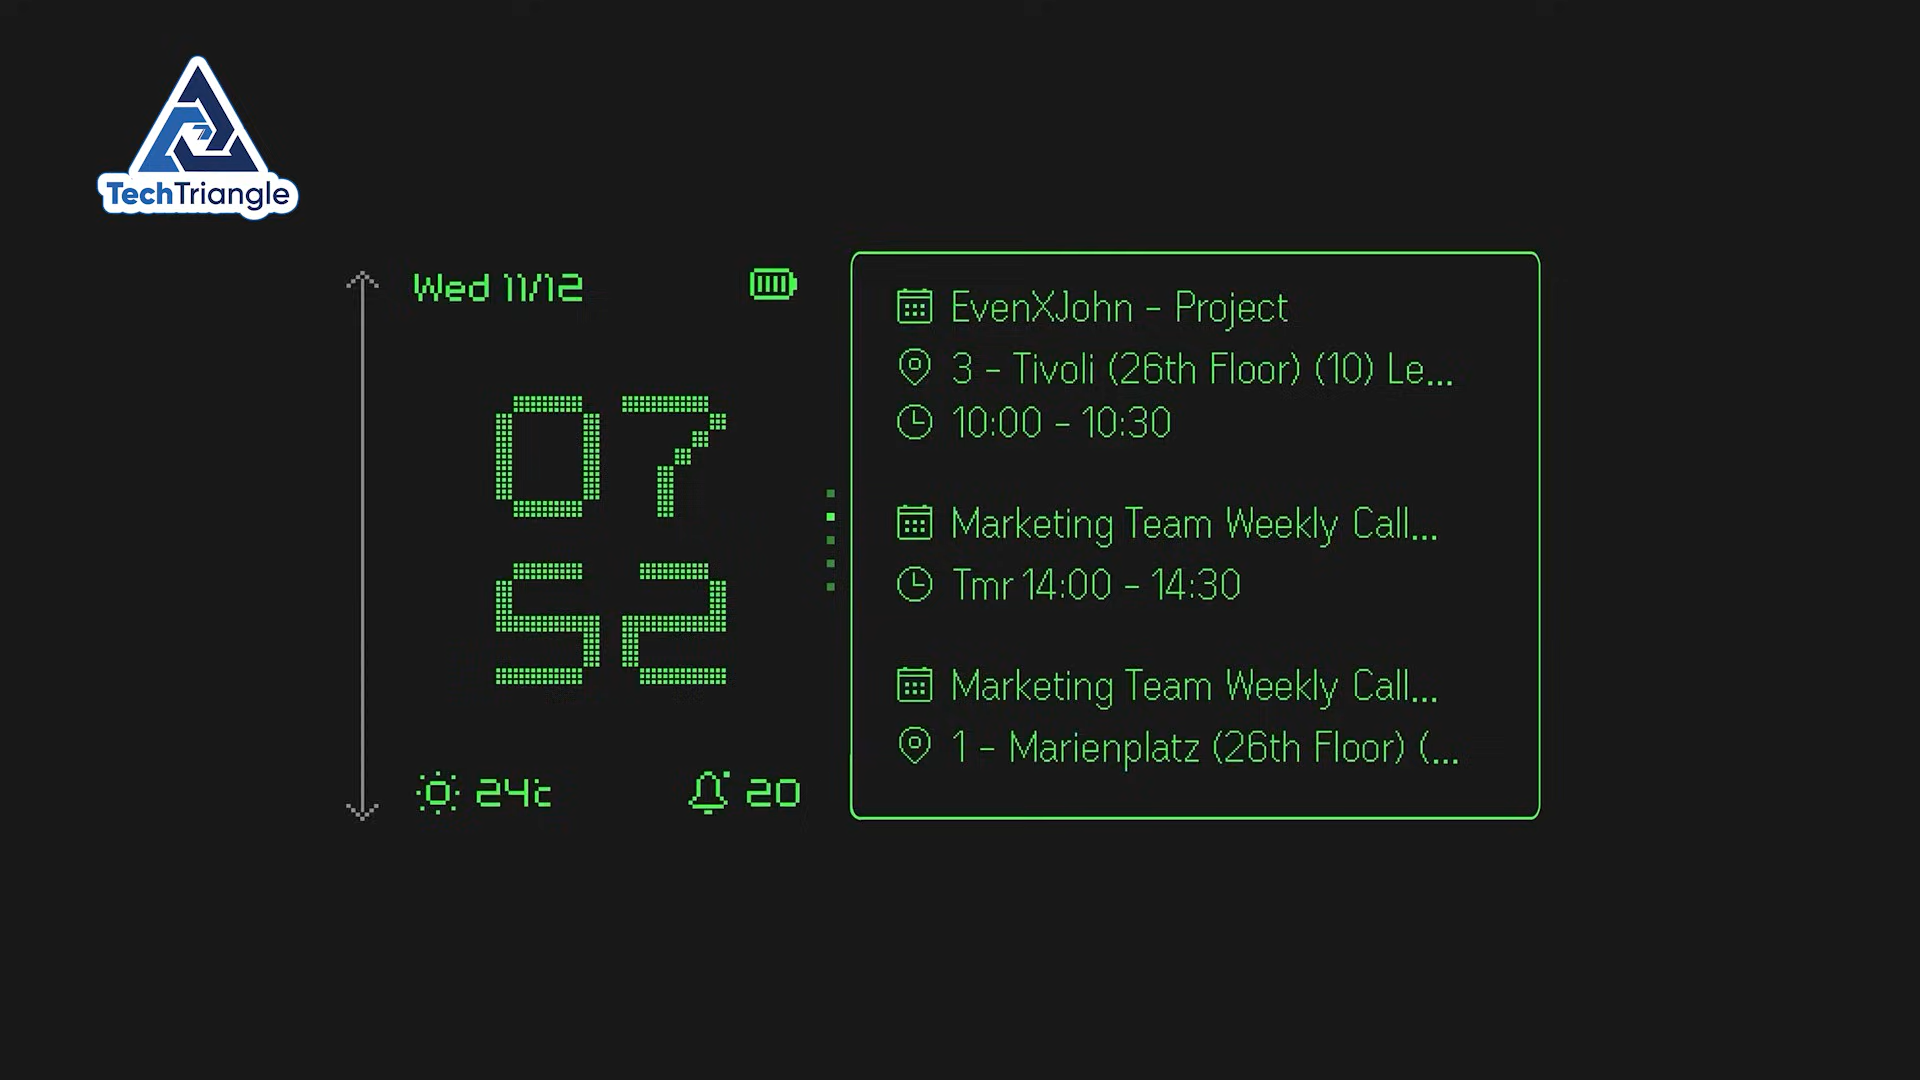 TechTriangle
Wed 11/12
07
52
24c
20
EvenXJohn - Project
3 - Tivoli (26th Floor) (10) Le...
10:00 - 10:30
Marketing Team Weekly Call...
Tmr 14:00 - 14:30
Marketing Team Weekly Call...
1 - Marienplatz (26th Floor) (...